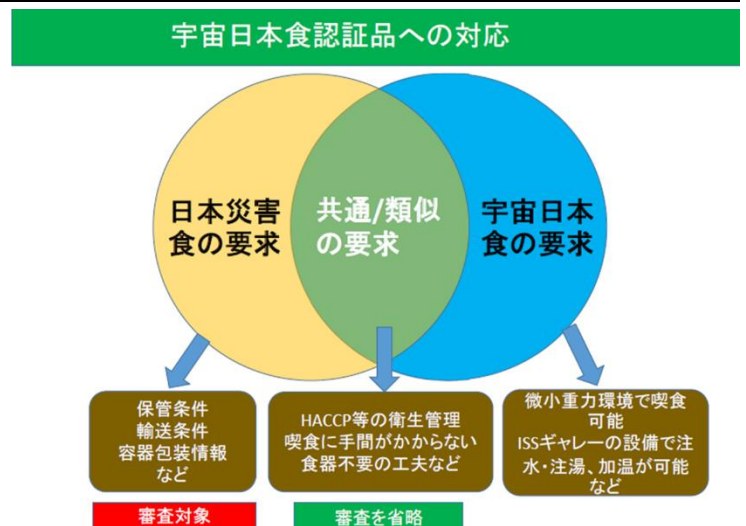 宇宙日本食認証品への対応
日本災害
食の要求
共通/類似
の要求
宇宙日本
食の要求
保管条件
輸送条件
容器包装情報
など
HACCP等の衛生管理
喫食に手間がかからない
食器不要の工夫など
微小重力環境で喫食
可能
ISSギャレーの設備で注
水・注湯、加温が可能
など
審査対象
審査を省略